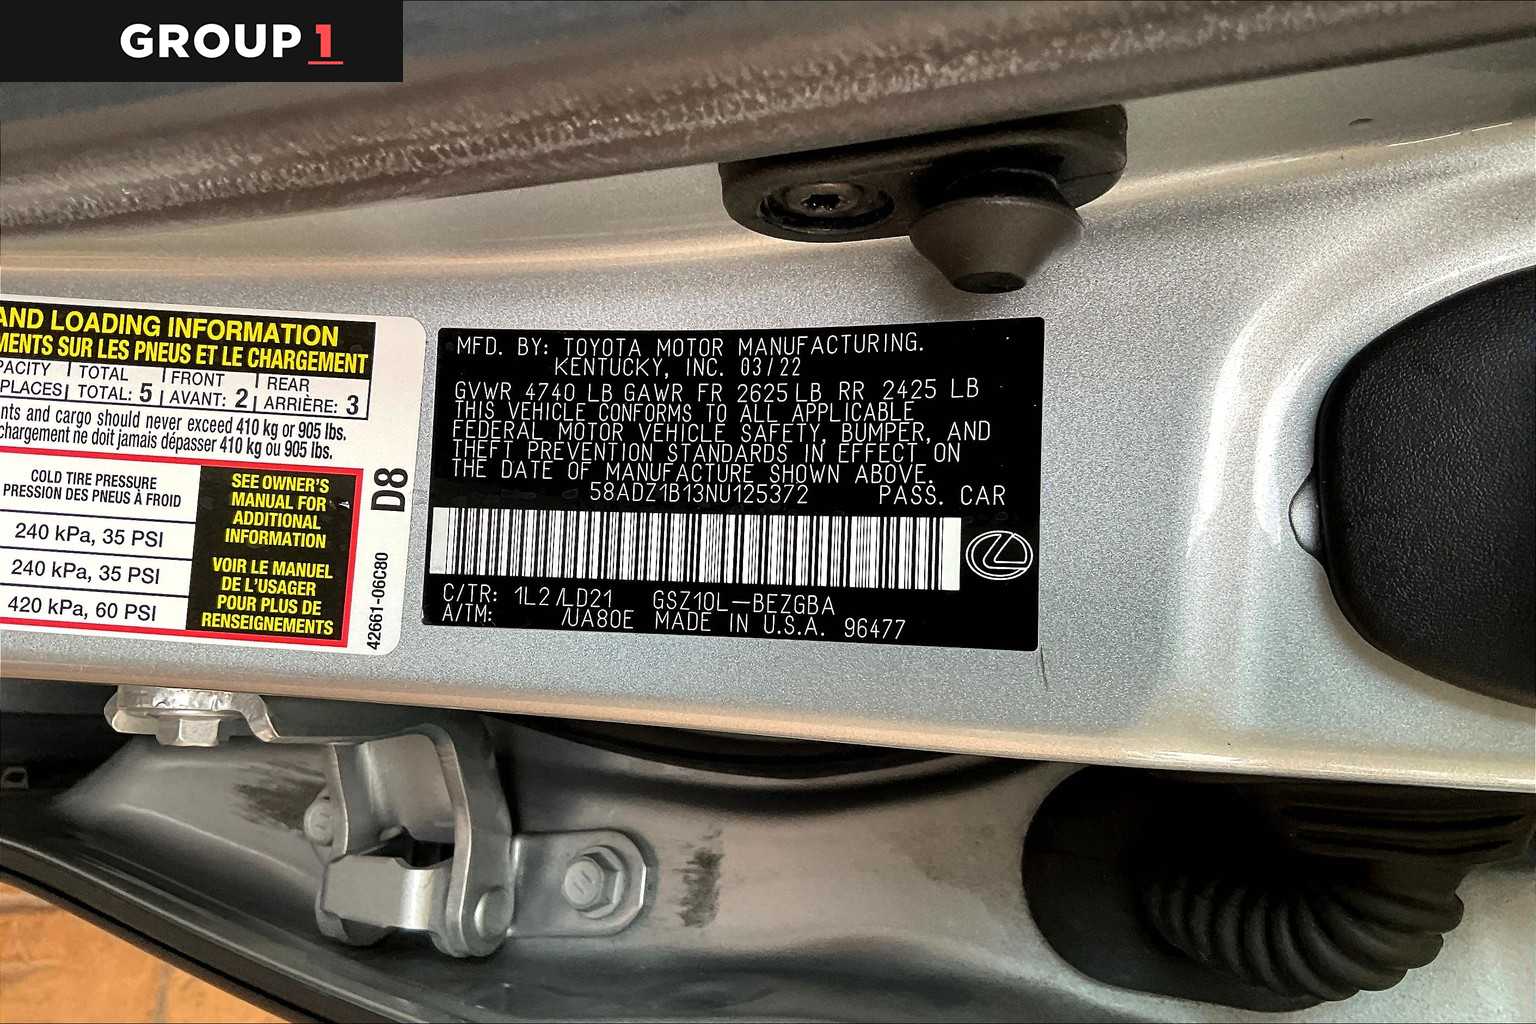 GROUP 1
AND LOADING INFORMATION
SUR LES PNEUS ET LE CHARGEMENT
TOTAL
FRONT
REAR
PLACES TOTAL: 5
AVANT: 2
ARRIÈRE: 3
and cargo should never exceed 410 kg or 905 lbs.
chargement ne doit jamais dépasser 410 kg ou 905 lbs.
COLD TIRE PRESSURE
PRESSION DES PNEUS À FROID
240 kPa, 35 PSI
240 kPa, 35 PSI
420 kPa, 60 PSI
SEE OWNER'S
MANUAL FOR
ADDITIONAL
INFORMATION
VOIR LE MANUEL
DE L'USAGER
POUR PLUS DE
RENSEIGNEMENTS
D8
42661-06C80
MFD. BY: TOYOTA MOTOR MANUFACTURING.
KENTUCKY, INC. 03/22
GVWR 4740 LB GAWR FR 2625 LB RR 2425 LB
THIS VEHICLE CONFORMS TO ALL APPLICABLE
FEDERAL MOTOR VEHICLE SAFETY, BUMPER, AND
THEFT PREVENTION STANDARDS IN EFFECT ON
THE DATE OF MANUFACTURE SHOWN ABOVE.
58ADZ1B13NU125372 PASS. CAR
C/TR: 1L2/LD21 GSZ10L-BEZGBA
A/TM: /UA80E MADE IN U.S.A. 96477